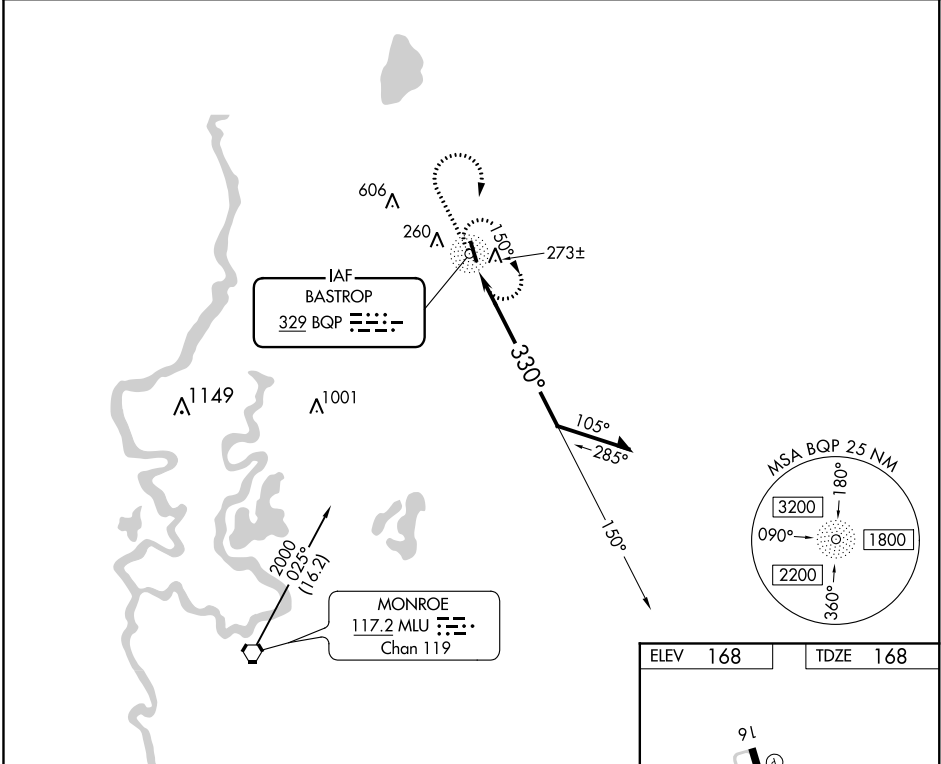 606
260
150°
273±
IAF
BASTROP
329 BQP
330°
1149
1001
105°
285°
MSA BQP 25 NM
180°
3200
090°
1800
2200
360°
150°
2000
025°
(16.2)
MONROE
117.2 MLU
Chan 119
ELEV 168
TDZE 168
16